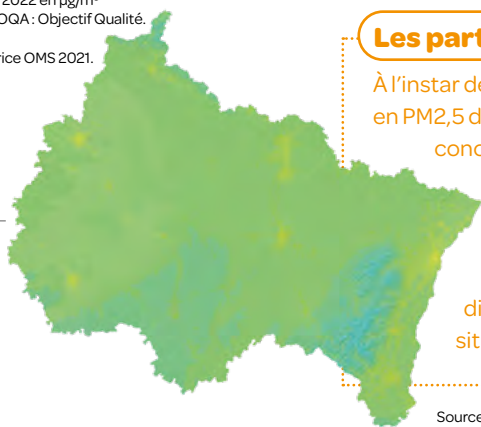 2022 en µg/m³
OQA : Objectif Qualité.
rice OMS 2021.
Les part
À l’instar de
en PM2,5 d
conc
di
sit
Source